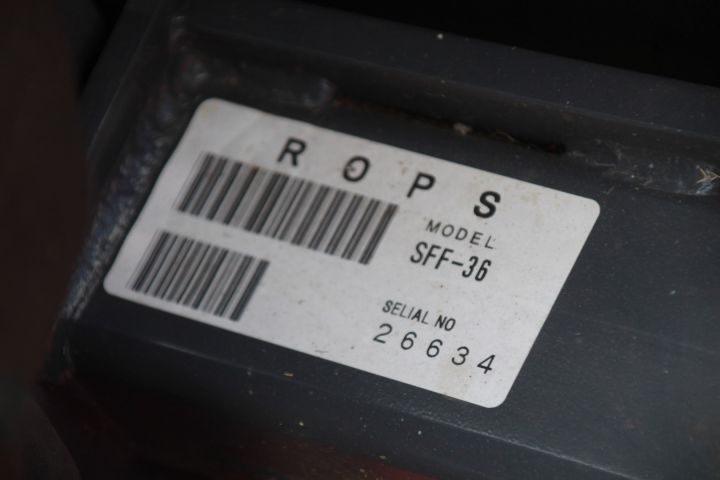 ROPS
MODEL
SFF-36
SELIAL NO
26634